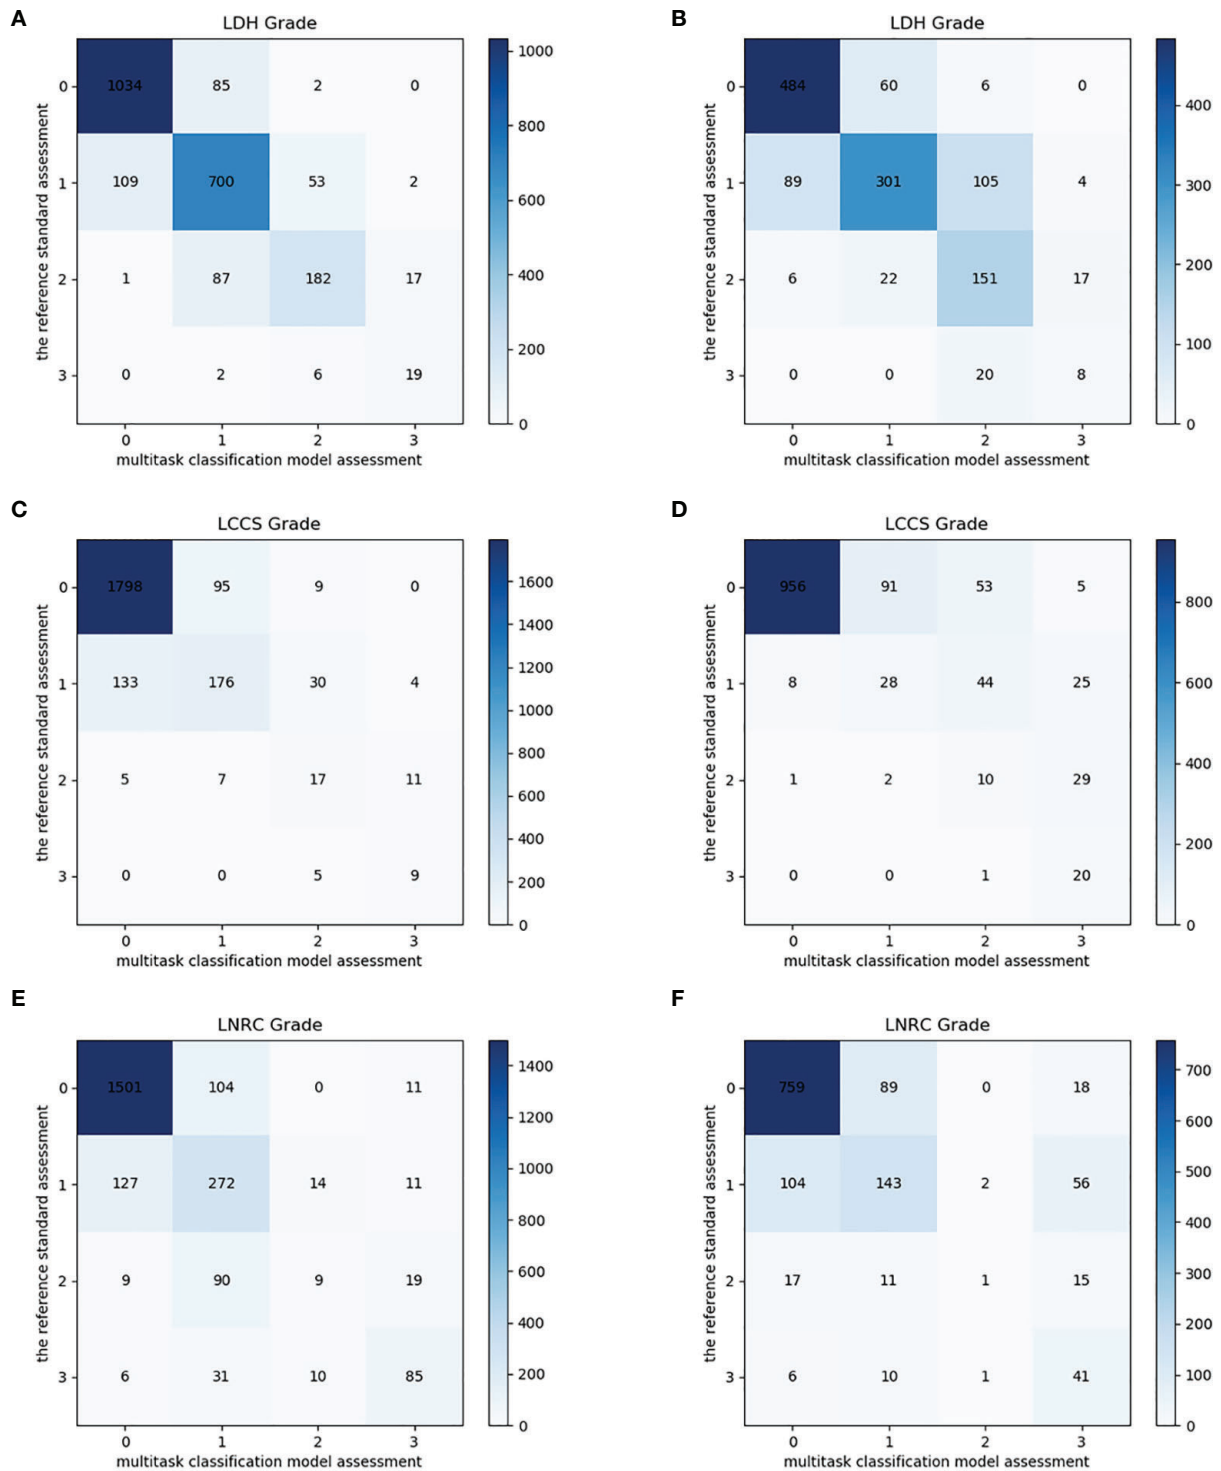 A
LDH Grade
0 1034 85 2 0
1 109 700 53 2
2 1 87 182 17
3 0 2 6 19
0 1 2 3
multitask classification model assessment
the reference standard assessment
1000
800
600
400
200
0
B
LDH Grade
0 484 60 6 0
1 89 301 105 4
2 6 22 151 17
3 0 0 20 8
0 1 2 3
multitask classification model assessment
the reference standard assessment
400
300
200
100
0
C
LCCS Grade
0 1798 95 9 0
1 133 176 30 4
2 5 7 17 11
3 0 0 5 9
0 1 2 3
multitask classification model assessment
the reference standard assessment
1600
1400
1200
1000
800
600
400
200
0
D
LCCS Grade
0 956 91 53 5
1 8 28 44 25
2 1 2 10 29
3 0 0 1 20
0 1 2 3
multitask classification model assessment
the reference standard assessment
800
600
400
200
0
E
LNRC Grade
0 1501 104 0 11
1 127 272 14 11
2 9 90 9 19
3 6 31 10 85
0 1 2 3
multitask classification model assessment
the reference standard assessment
1400
1200
1000
800
600
400
200
0
F
LNRC Grade
0 759 89 0 18
1 104 143 2 56
2 17 11 1 15
3 6 10 1 41
0 1 2 3
multitask classification model assessment
the reference standard assessment
700
600
500
400
300
200
100
0